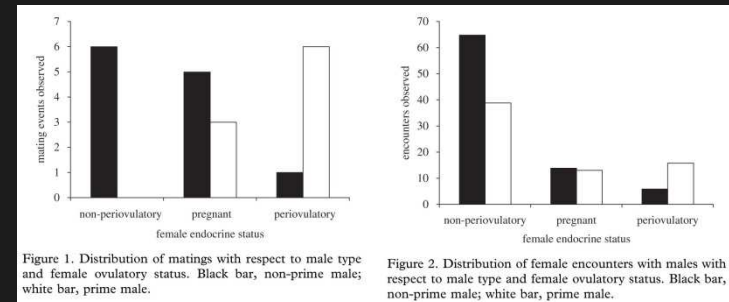 7
6
5
4
3
2
1
0
mating events observed
non-periovulatory pregnant periovulatory
female endocrine status
Figure 1. Distribution of matings with respect to male type
and female ovulatory status. Black bar, non-prime male;
white bar, prime male.
70
60
50
40
30
20
10
0
encounters observed
non-periovulatory pregnant periovulatory
female endocrine status
Figure 2. Distribution of female encounters with males with
respect to male type and female ovulatory status. Black bar,
non-prime male; white bar, prime male.